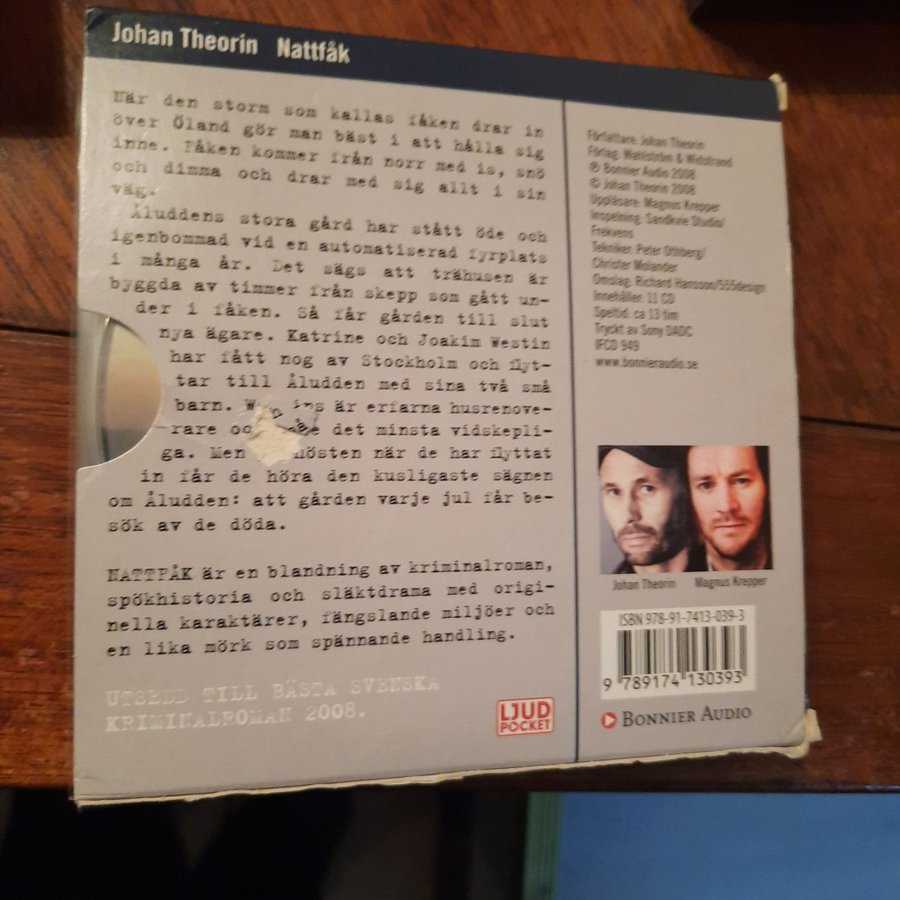 Johan Theorin Nattfåk
När den storm som kallas fåken drar in
över Öland gör man bäst i att hålla sig
inne. Fåken kommer från norr med is, snö
och dimma och drar med sig allt i sin
väg.
Åluddens stora gård har stått öde och
igenbommad vid en automatiserad fyrplats
i många år. Det sägs att trähusen är
byggda av timmer från skepp som gått un-
der i fåken. Så får gården till slut
nya ägare. Katrine och Joakim Westin
har fått nog av Stockholm och flyt-
tar till Åludden med sina två små
barn. är erfarna husrenove-
rare det minsta vidskepli-
ga. Men hösten när de har flyttat
in får de höra den kusligaste sägnen
om Åludden: att gården varje jul får be-
sök av de döda.
NATTFÅK är en blandning av kriminalroman,
spökhistoria och släktdrama med origi-
nella karaktärer, fängslande miljöer och
en lika mörk som spännande handling.
UTSEDD TILL BÄSTA SVENSKA
KRIMINALROMAN 2008.
LJUD
POCKET
Författare: Johan Theorin
Förlag: Wahlström & Widstrand
℗ Bonnier Audio 2008
© Johan Theorin 2008
Uppläsare: Magnus Krepper
Inspelning: Sandkvie Studio/
Frekvens
Tekniker: Peter Ottberg/
Christer Molander
Omslag: Richard Hansson/555design
Innehåller: 11 CD
Speltid: ca 13 tim
Tryckt av Sony DADC
IFCD 949
www.bonnieraudio.se
Johan Theorin Magnus Krepper
ISBN 978-91-7413-039-3
9 789174 130393
BONNIER AUDIO